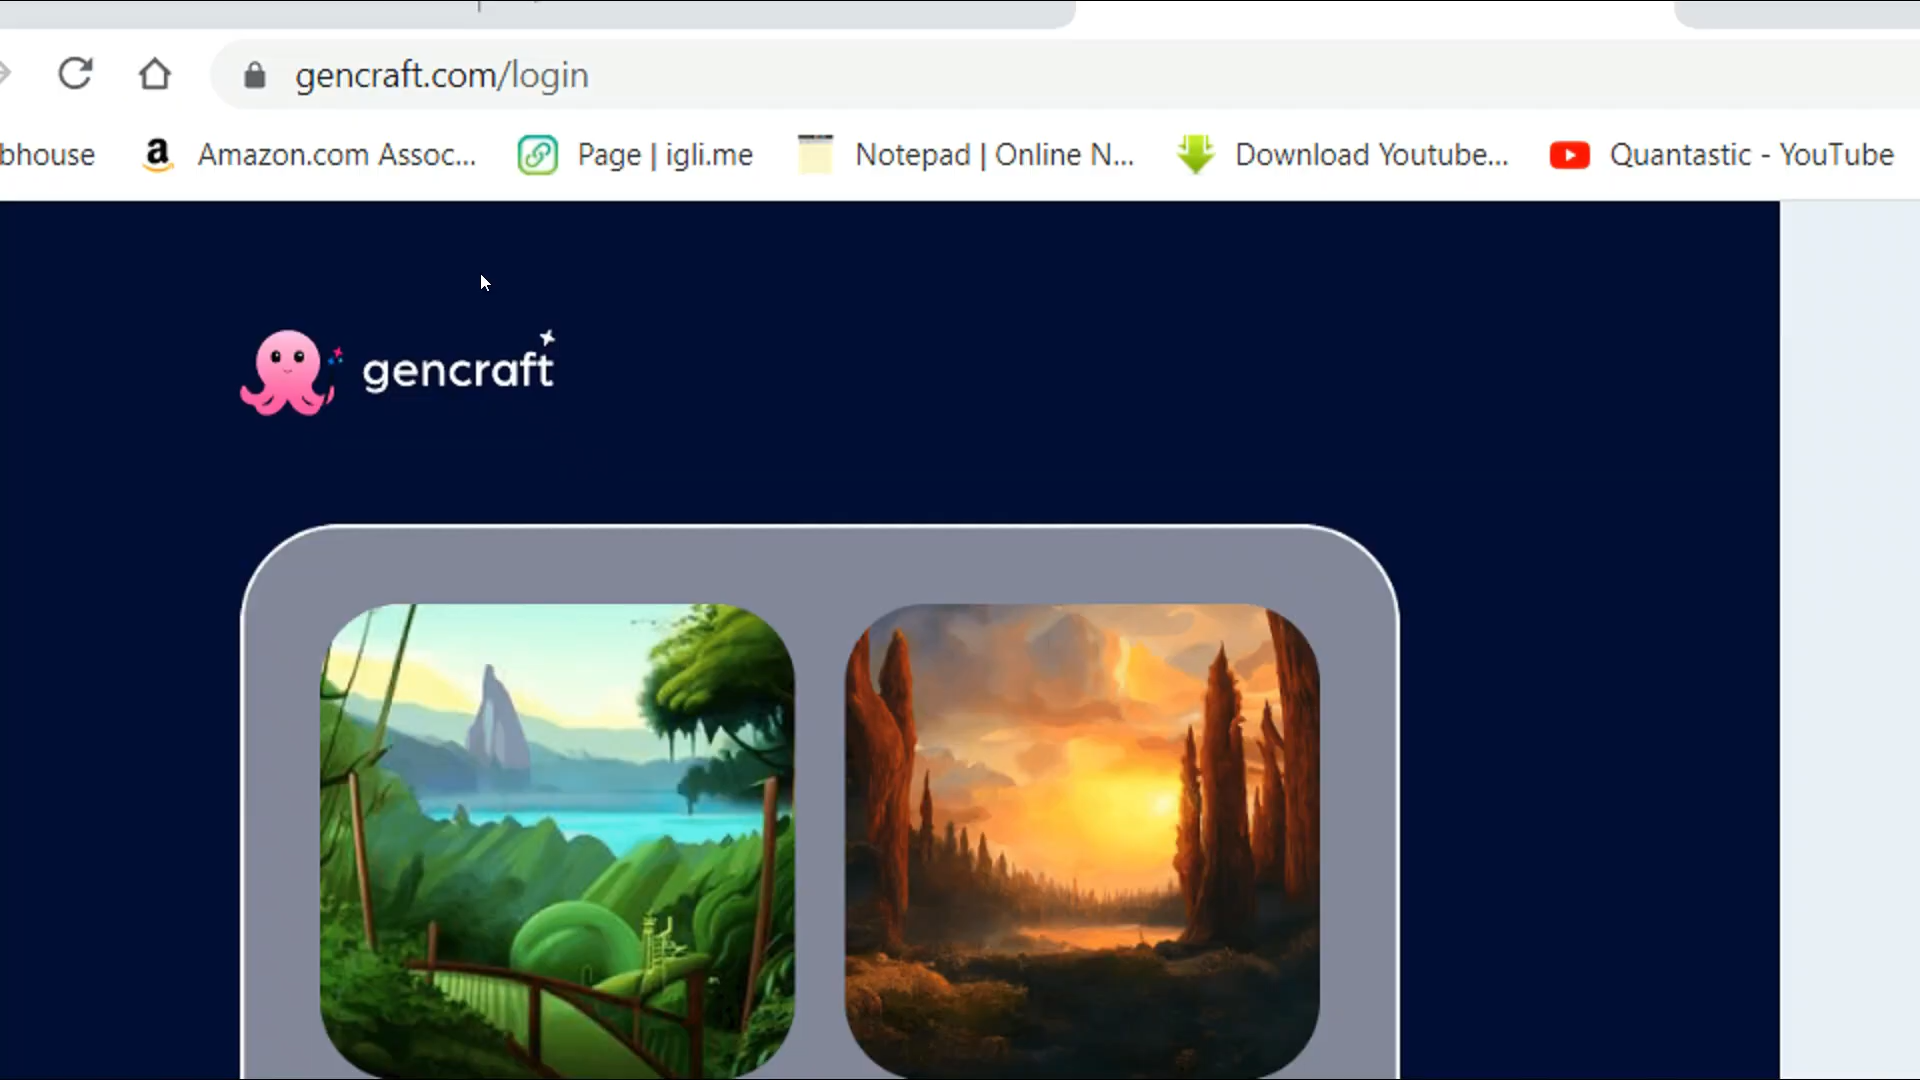 gencraft.com/login
bhouse Amazon.com Assoc... Page | igli.me Notepad | Online N... Download Youtube... Quantastic - YouTube
gencraft